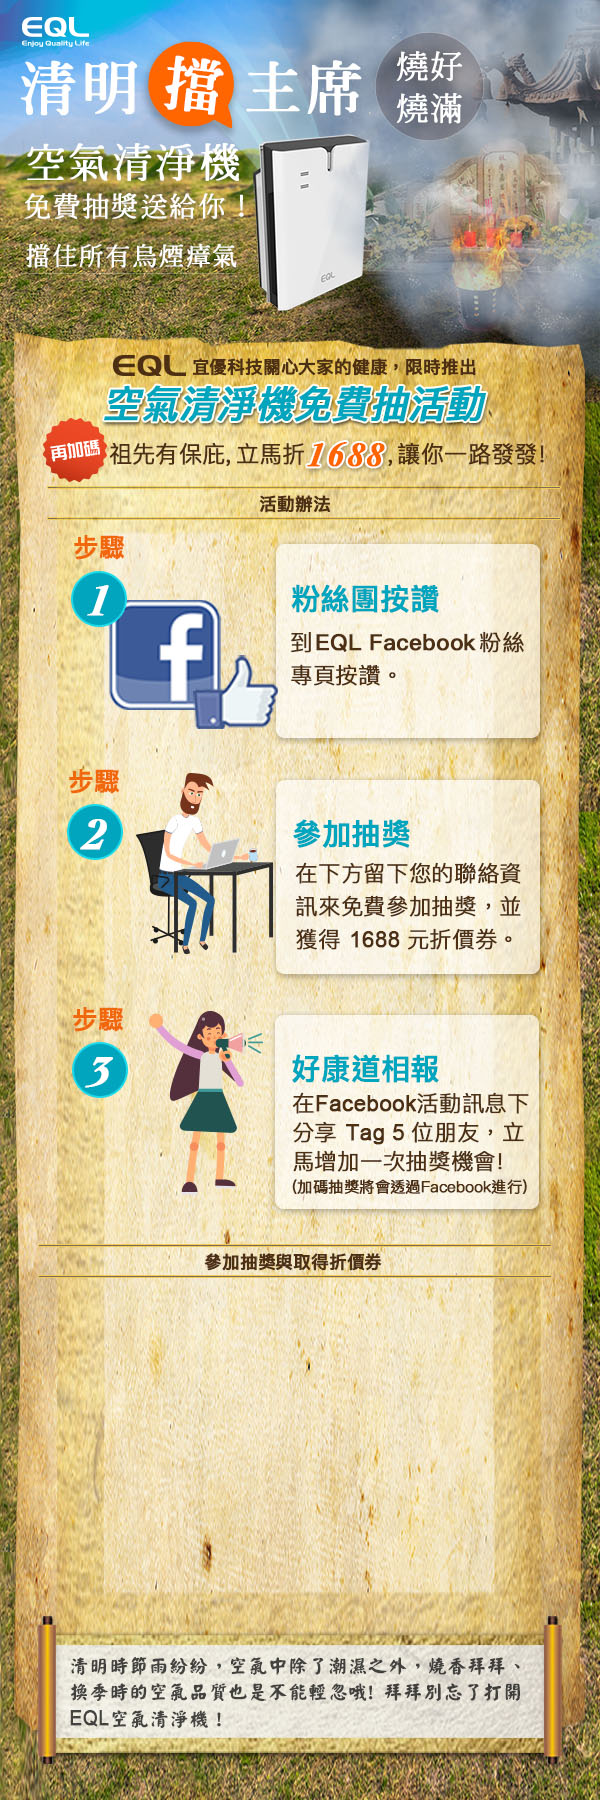 EQL
Enjoy Quality Life
清明擋主席
燒好
燒滿
空氣清淨機
免費抽獎送給你！
擋住所有烏煙瘴氣
EQL
EQL 宜優科技關心大家的健康，限時推出
空氣清淨機免費抽活動
再加碼
祖先有保庇, 立馬折1688, 讓你一路發發!
活動辦法
步驟
1
粉絲團按讚
到EQL Facebook粉絲
專頁按讚。
步驟
2
參加抽獎
在下方留下您的聯絡資
訊來免費參加抽獎，並
獲得 1688 元折價券。
步驟
3
好康道相報
在Facebook活動訊息下
分享 Tag 5 位朋友，立
馬增加一次抽獎機會!
(加碼抽獎將會透過Facebook進行)
參加抽獎與取得折價券
清明時節雨紛紛，空氣中除了潮濕之外，燒香拜拜、
換季時的空氣品質也是不能輕忽哦! 拜拜別忘了打開
EQL空氣清淨機！